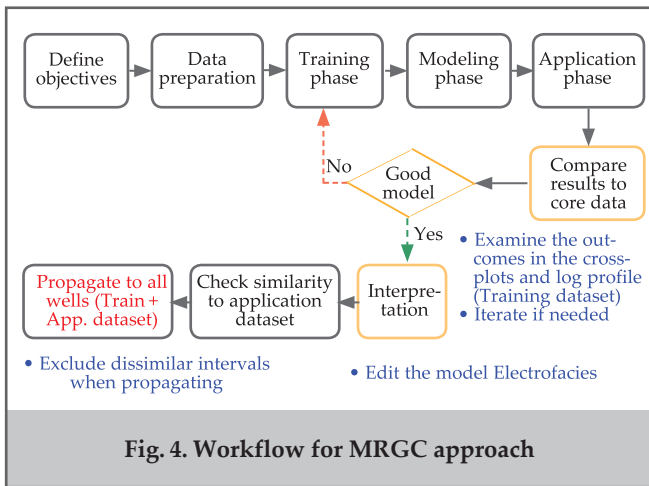 Define
objectives
Data
preparation
Training
phase
Modeling
phase
Application
phase
No
Good
model
Compare
results to
core data
Yes
• Examine the out-
comes in the cross-
plots and log profile
(Training dataset)
• Iterate if needed
Propagate to all
wells (Train +
App. dataset)
Check similarity
to application
dataset
Interpre-
tation
• Exclude dissimilar intervals
when propagating
• Edit the model Electrofacies
Fig. 4. Workflow for MRGC approach